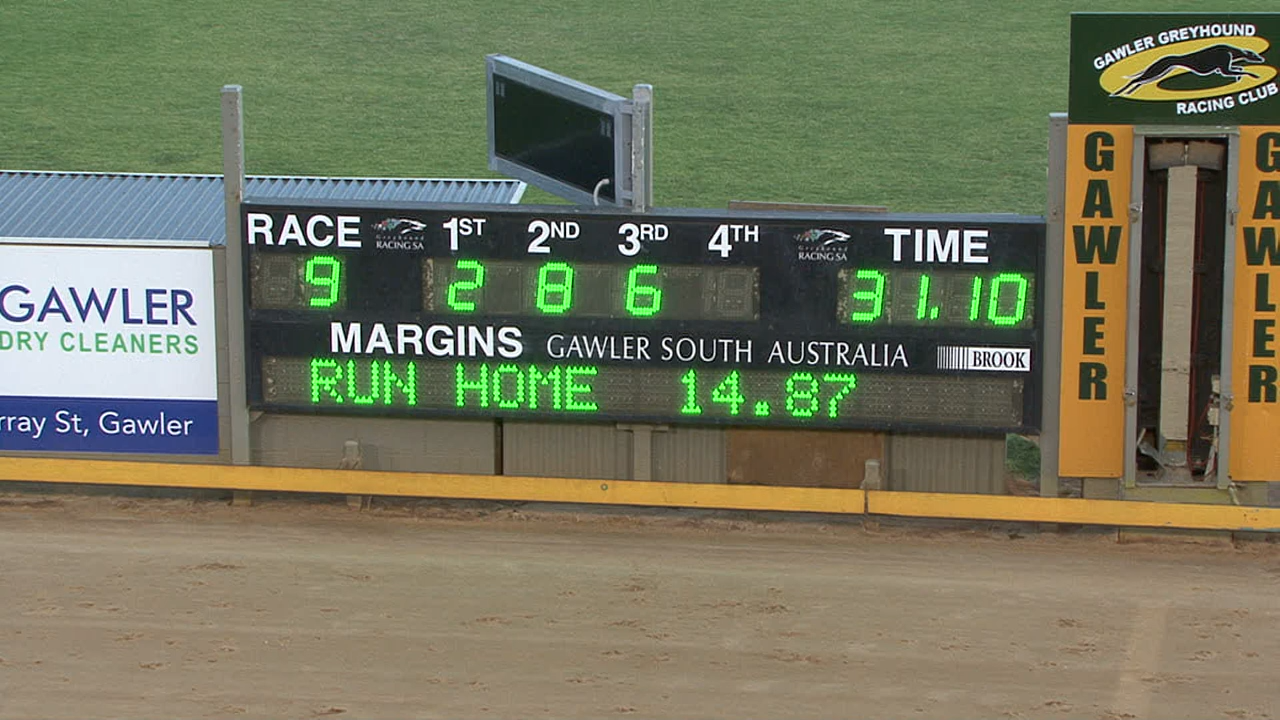 GAWLER GREYHOUND
RACING CLUB
RACE 1ST 2ND 3RD 4TH TIME
Greyhound
RACING SA
Greyhound
RACING SA
9 2 8 6 31.10
MARGINS GAWLER SOUTH AUSTRALIA BROOK
RUN HOME 14.87
GAWLER
DRY CLEANERS
rray St, Gawler
GAWLER
GAWLER